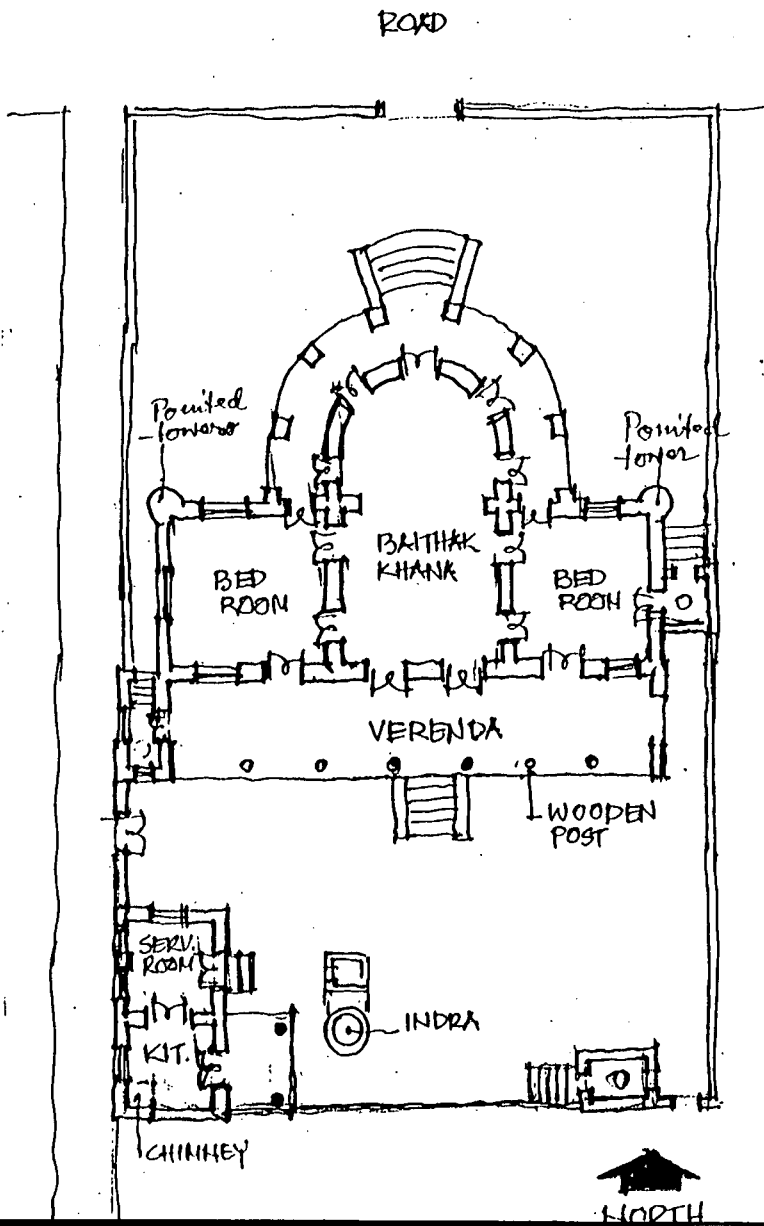 ROAD
Pointed
towers
Pointed
tower
BAITHAK
KHANA
BED
ROOM
BED
ROOM
VERENDA
WOODEN
POST
SERV.
ROOM
INDRA
KIT.
CHIMNEY
NORTH